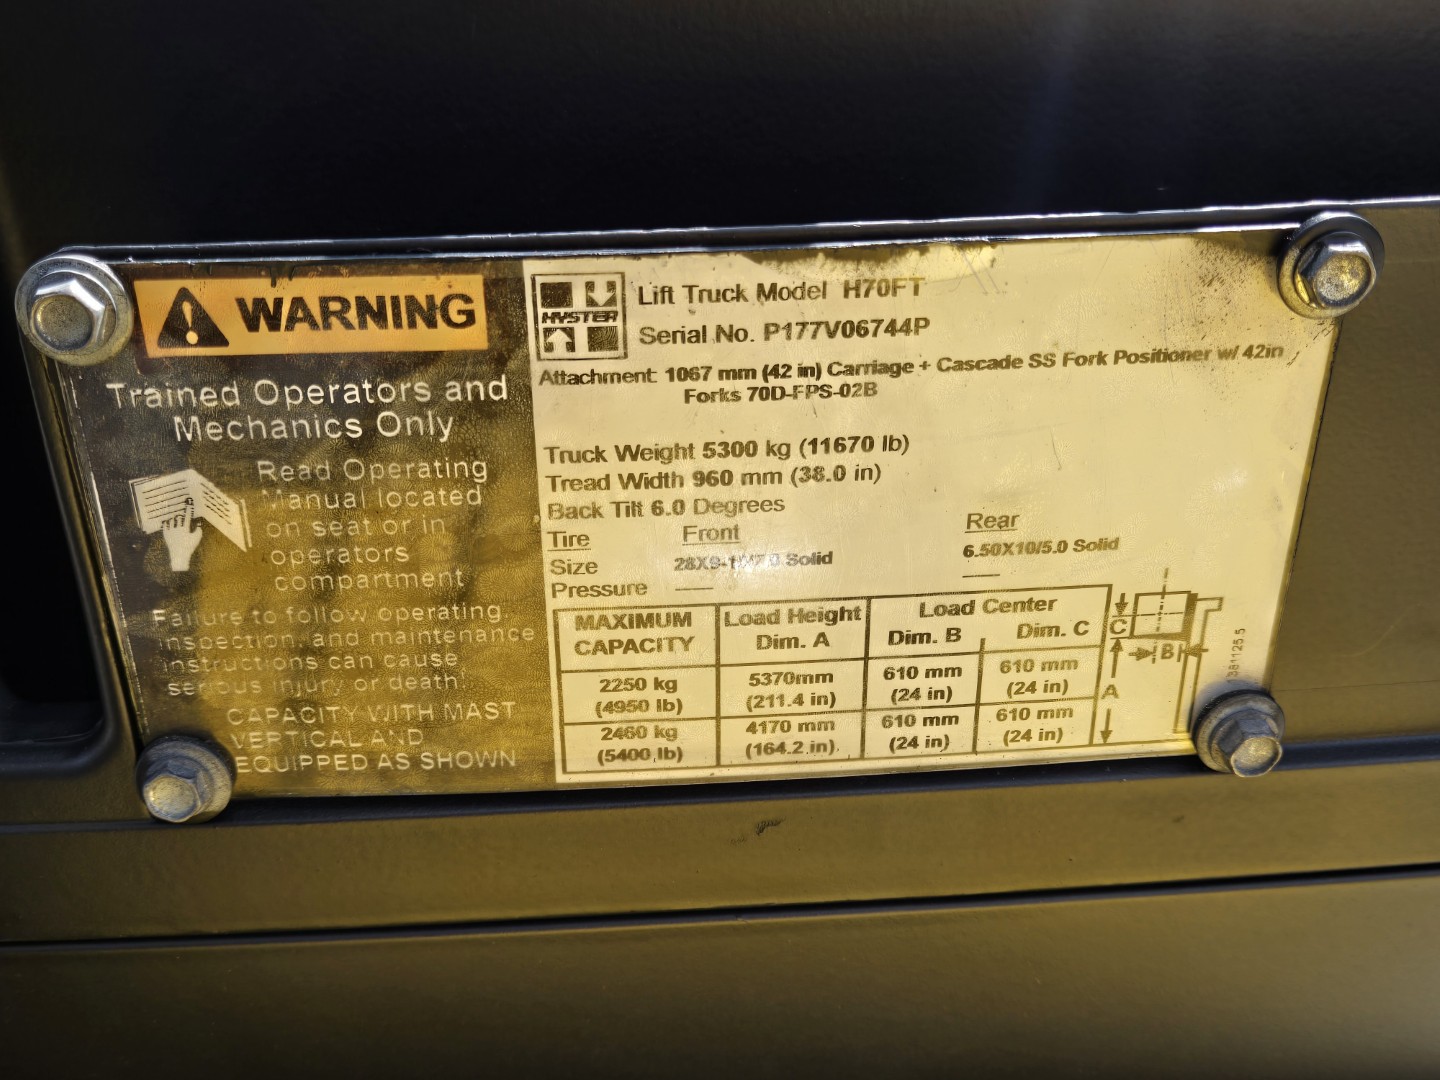 WARNING
Trained Operators and
Mechanics Only
Read Operating
Manual located
on seat or in
operators
compartment
Failure to follow operating,
inspection, and maintenance
instructions can cause
serious injury or death!
CAPACITY WITH MAST
VERTICAL AND
EQUIPPED AS SHOWN
HYSTER
Lift Truck Model H70FT
Serial No. P177V06744P
Attachment: 1067 mm (42 in) Carriage + Cascade SS Fork Positioner w/ 42in
Forks 70D-FPS-02B
Truck Weight 5300 kg (11670 lb)
Tread Width 960 mm (38.0 in)
Back Tilt 6.0 Degrees
Tire Front Rear
Size Solid 6.50X10/5.0 Solid
Pressure
MAXIMUM CAPACITY Load Height Dim. A Load Center Dim. B Dim. C
2250 kg (4950 lb) 5370mm (211.4 in) 610 mm (24 in) 610 mm (24 in)
2460 kg (5400 lb) 4170 mm (164.2 in) 610 mm (24 in) 610 mm (24 in)
C
B
A